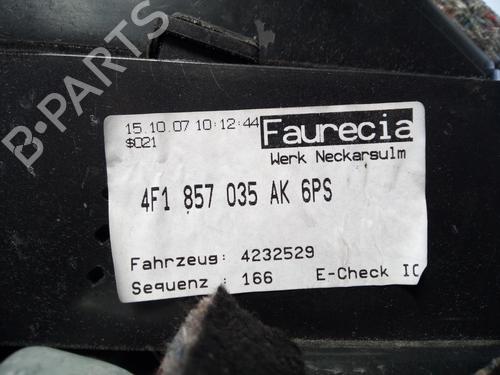 15.10.07 10:12:44 Faurecia
$021
Werk Neckarsulm
4F1 857 035 AK 6PS
Fahrzeug: 4232529
Sequenz : 166 E-Check IO
B-PARTS